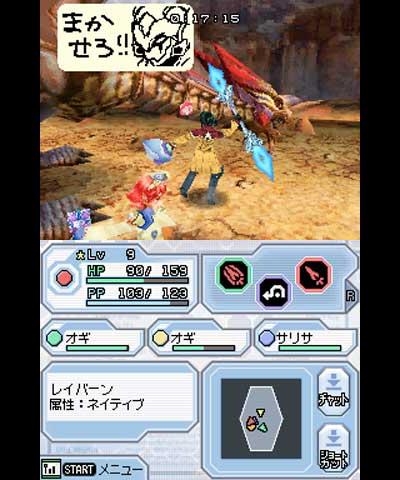 まか
せろ!!
0:17:15
Lv 9
HP 90/159
PP 103/123
R
オギ
オギ
サリサ
レイバーン
属性:ネイティブ
チャット
ショート
カット
START メニュー